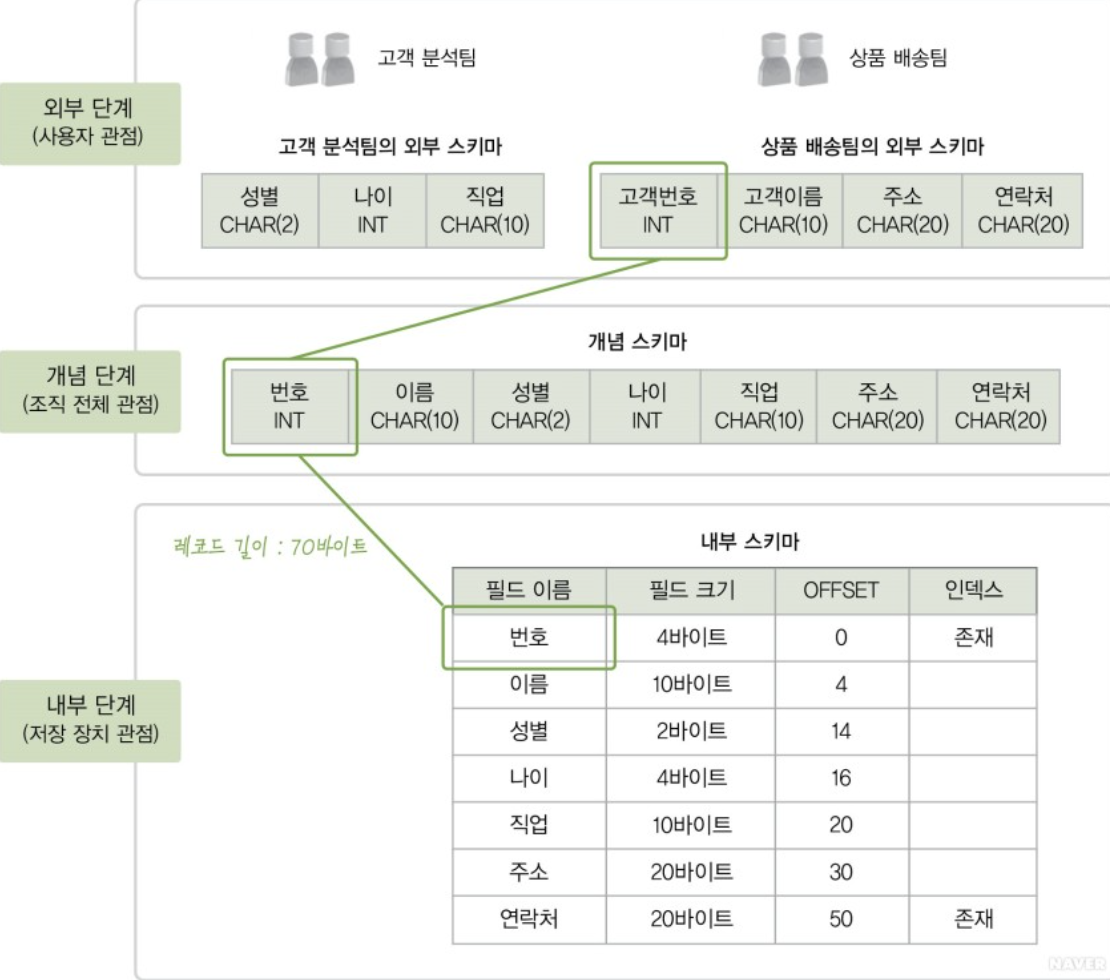 고객 분석팀
상품 배송팀
외부 단계
(사용자 관점)
고객 분석팀의 외부 스키마
상품 배송팀의 외부 스키마
성별 나이 직업
CHAR(2) INT CHAR(10)
고객번호 고객이름 주소 연락처
INT CHAR(10) CHAR(20) CHAR(20)
개념 단계
(조직 전체 관점)
개념 스키마
번호 이름 성별 나이 직업 주소 연락처
INT CHAR(10) CHAR(2) INT CHAR(10) CHAR(20) CHAR(20)
레코드 길이 : 70바이트
내부 스키마
내부 단계
(저장 장치 관점)
필드 이름 필드 크기 OFFSET 인덱스
번호 4바이트 0 존재
이름 10바이트 4
성별 2바이트 14
나이 4바이트 16
직업 10바이트 20
주소 20바이트 30
연락처 20바이트 50 존재
NAVER